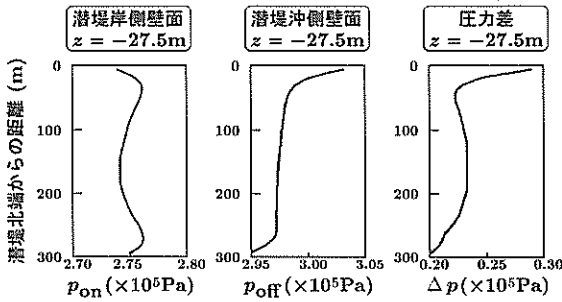 潜堤岸側壁面
z = −27.5m
潜堤沖側壁面
z = −27.5m
圧力差
z = −27.5m
潜堤北端からの距離 (m)
0
100
200
300
2.70
2.75
2.80
p_on (×10⁵Pa)
0
100
200
300
2.95
3.00
3.05
p_off (×10⁵Pa)
0
100
200
300
0.20
0.25
0.30
Δ p (×10⁵Pa)